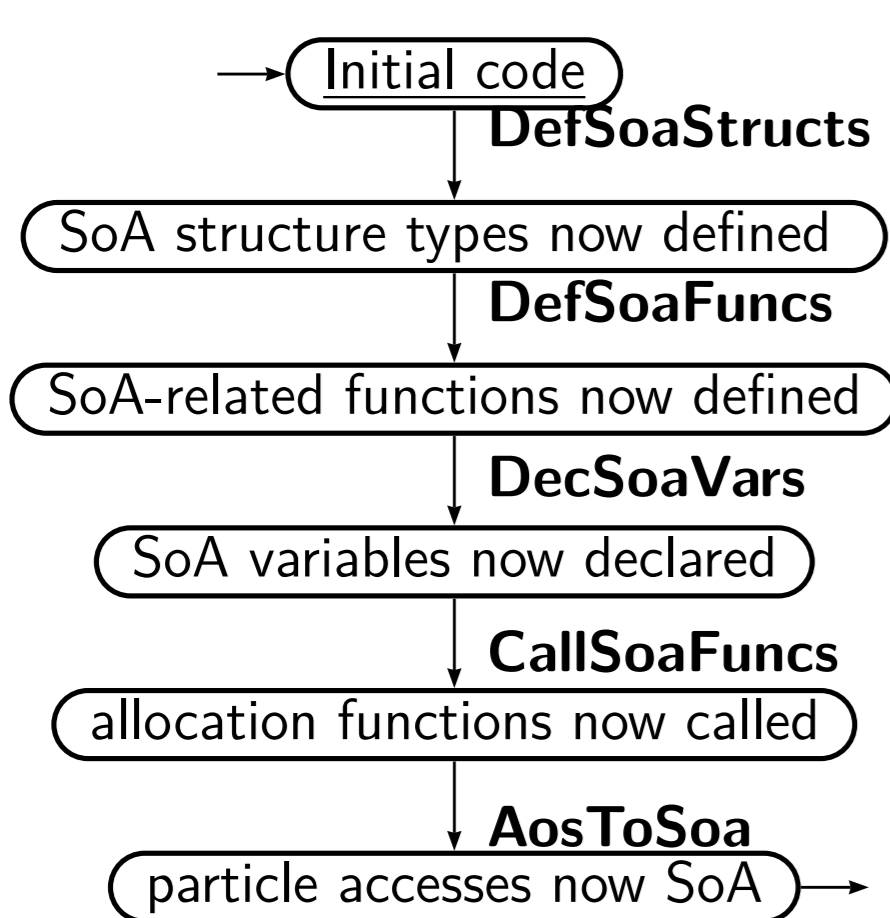 Initial code
DefSoaStructs
SoA structure types now defined
DefSoaFuncs
SoA-related functions now defined
DecSoaVars
SoA variables now declared
CallSoaFuncs
allocation functions now called
AosToSoa
particle accesses now SoA